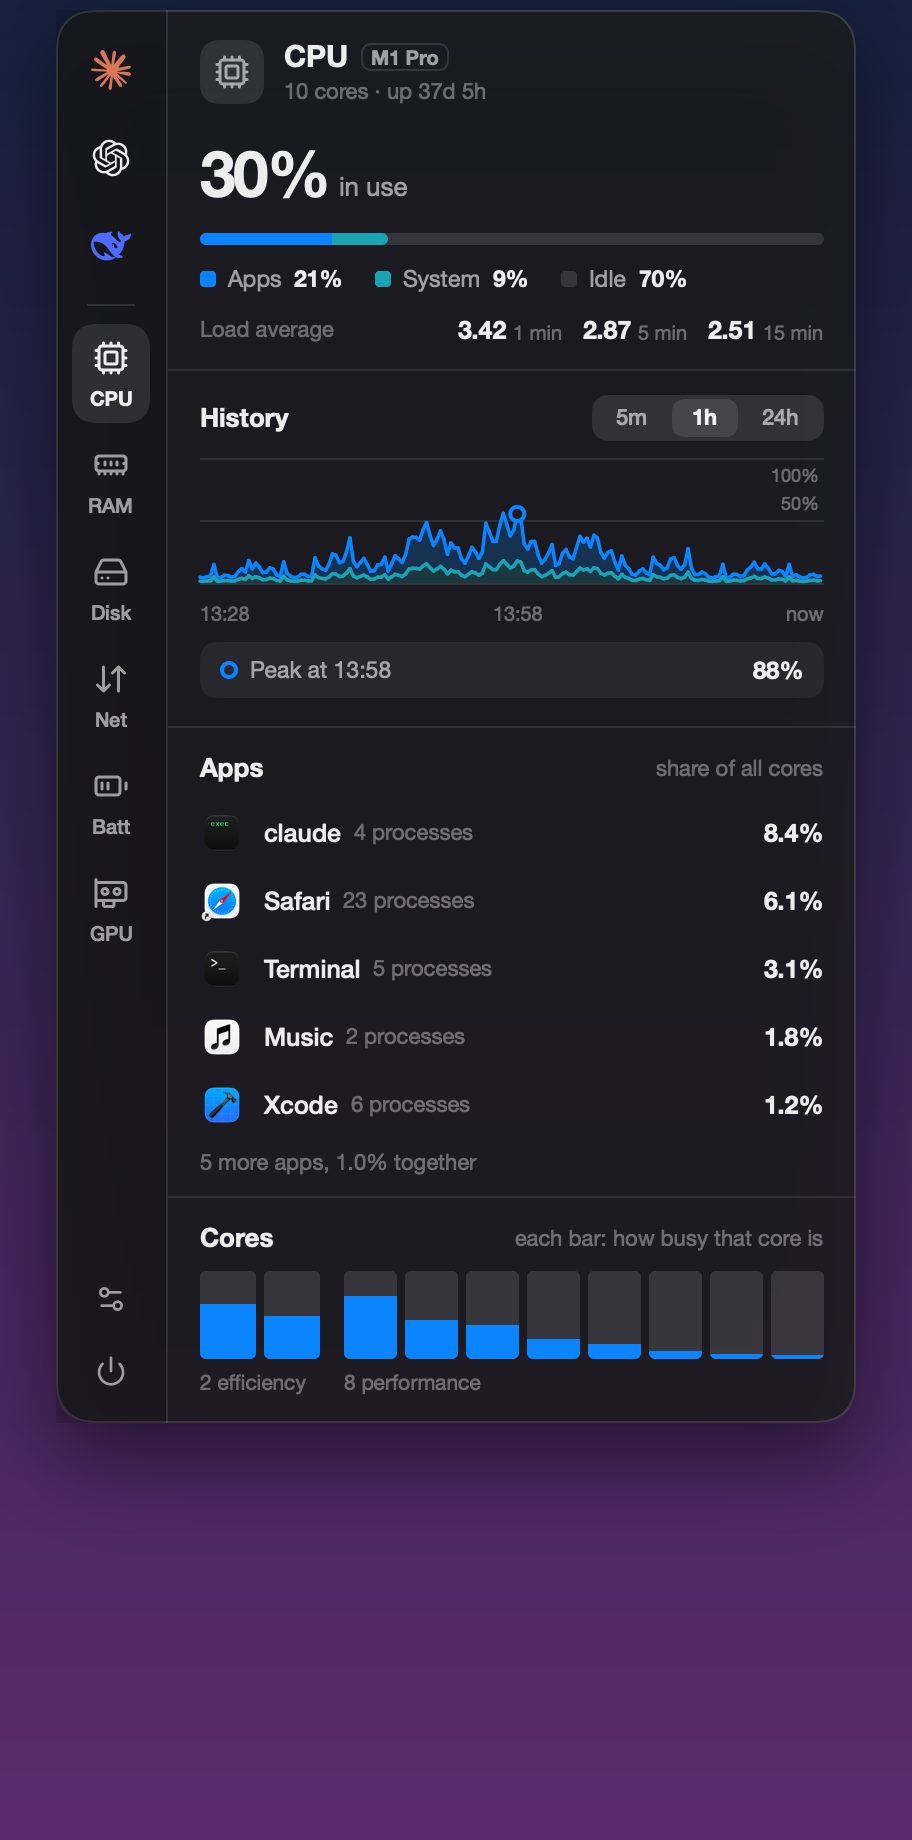 CPU M1 Pro
10 cores · up 37d 5h
30% in use
Apps 21% System 9% Idle 70%
Load average 3.42 1 min 2.87 5 min 2.51 15 min
CPU
RAM
Disk
Net
Batt
GPU
History 5m 1h 24h
100%
50%
13:28 13:58 now
Peak at 13:58 88%
Apps share of all cores
exec
claude 4 processes 8.4%
Safari 23 processes 6.1%
>_
Terminal 5 processes 3.1%
Music 2 processes 1.8%
Xcode 6 processes 1.2%
5 more apps, 1.0% together
Cores each bar: how busy that core is
2 efficiency 8 performance